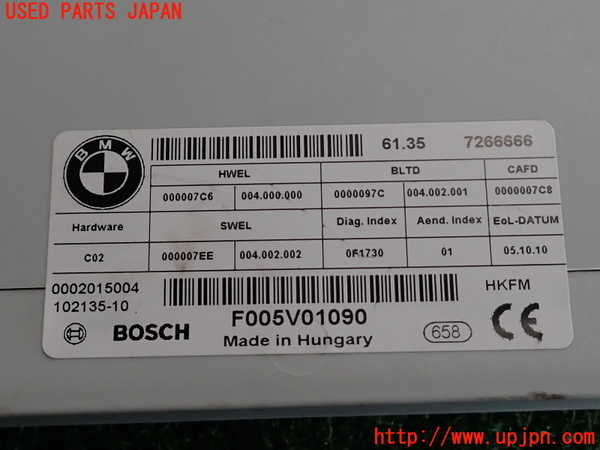 USED PARTS JAPAN
BMW
61.35 7266666
HWEL BLTD CAFD
000007C6 004.000.000 0000097C 004.002.001 0000007C8
Hardware SWEL Diag. Index Aend. Index EoL-DATUM
C02 000007EE 004.002.002 0F1730 01 05.10.10
0002015004
102135-10
HKFM
BOSCH F005V01090 658 CE
Made in Hungary
http://www.upjpn.com/